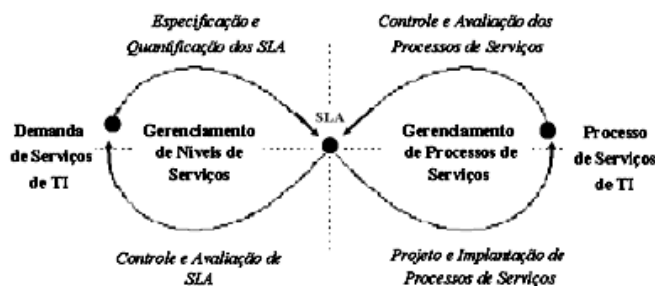 Especificação e
Quantificação dos SLA
Controle e Avaliação dos
Processos de Serviços
SLA
Demanda
de Serviços
de TI
Gerenciamento
de Níveis de
Serviços
Gerenciamento
de Processos de
Serviços
Processo
de Serviços
de TI
Controle e Avaliação de
SLA
Projeto e Implantação de
Processos de Serviços